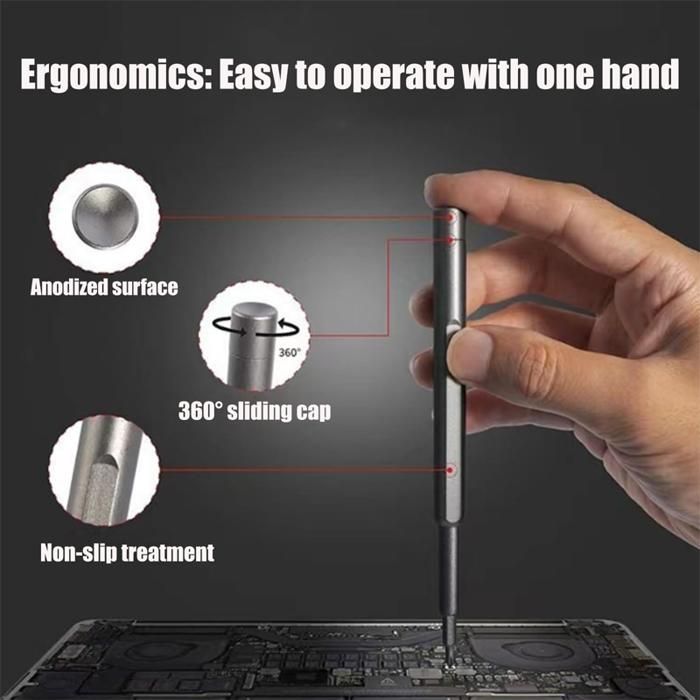 Ergonomics: Easy to operate with one hand
Anodized surface
360°
360° sliding cap
Non-slip treatment